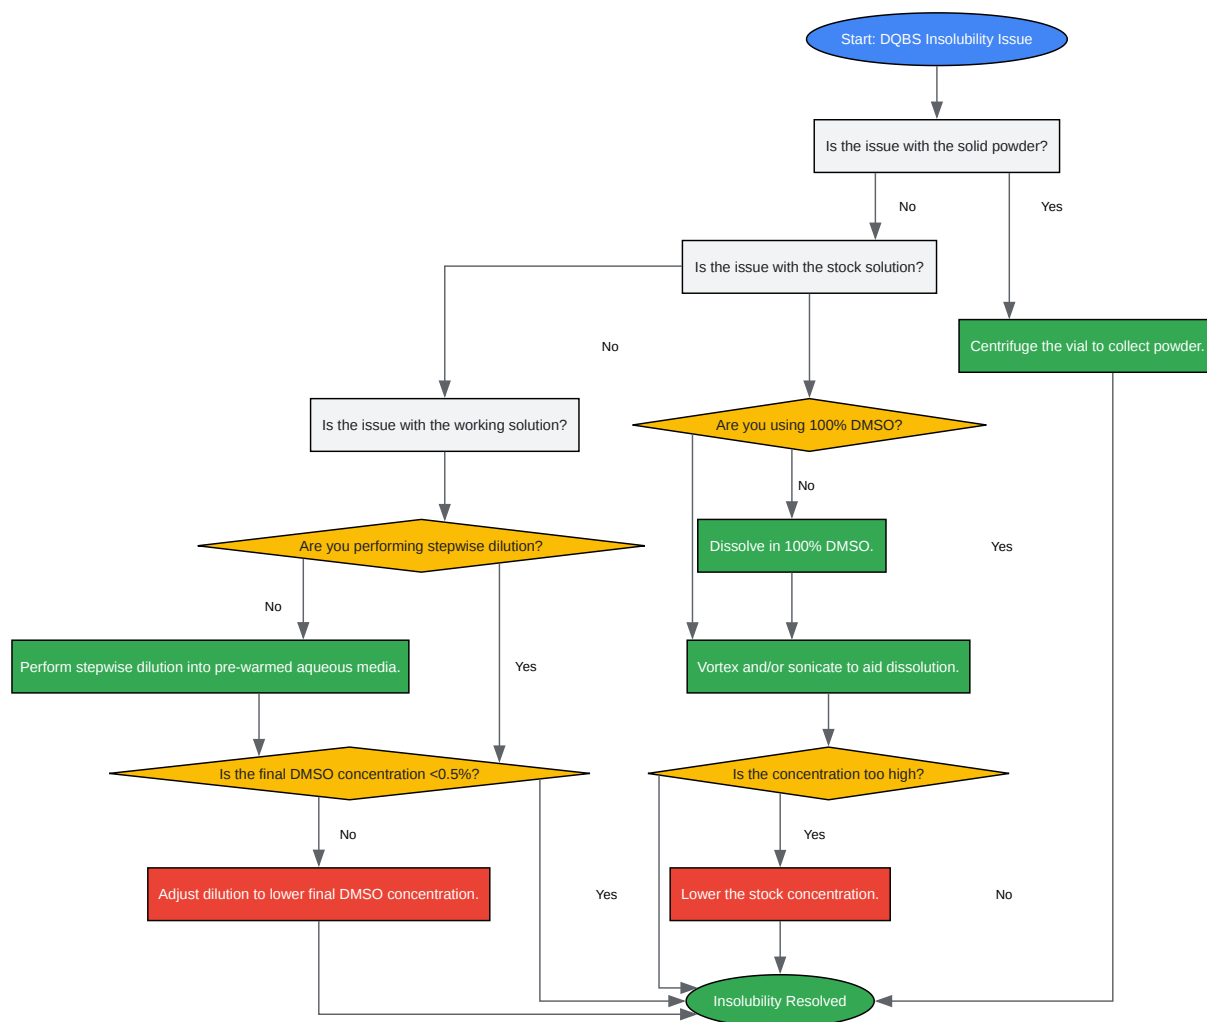 Start: DQBS Insolubility Issue
Is the issue with the solid powder?
No
Yes
Is the issue with the stock solution?
No
Centrifuge the vial to collect powder.
Is the issue with the working solution?
Are you using 100% DMSO?
No
Are you performing stepwise dilution?
Dissolve in 100% DMSO.
Yes
No
Perform stepwise dilution into pre-warmed aqueous media.
Yes
Vortex and/or sonicate to aid dissolution.
Is the final DMSO concentration <0.5%?
Is the concentration too high?
No
Yes
Adjust dilution to lower final DMSO concentration.
Yes
Lower the stock concentration.
No
Insolubility Resolved